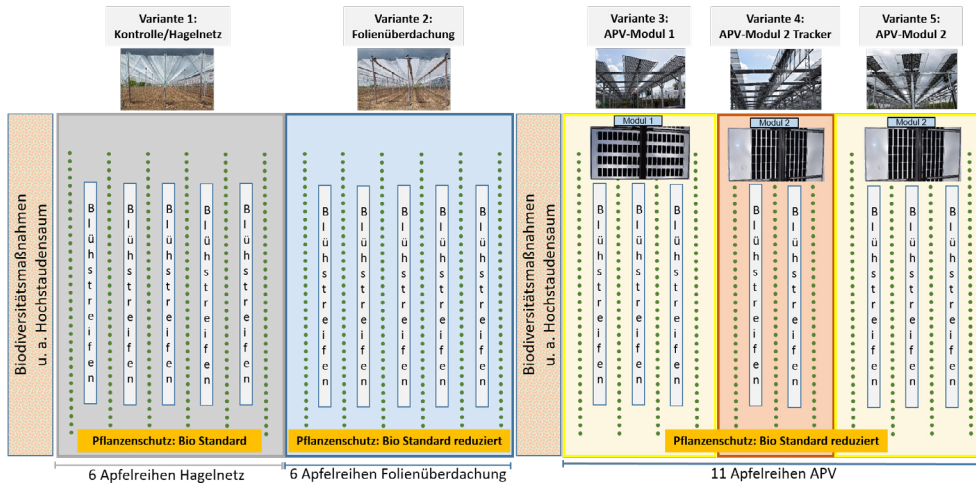 Variante 1:
Kontrolle/Hagelnetz
Variante 2:
Folienüberdachung
Variante 3:
APV-Modul 1
Variante 4:
APV-Modul 2 Tracker
Variante 5:
APV-Modul 2
Biodiversitätsmaßnahmen
u. a. Hochstaudensaum
Blühstreifen
Blühstreifen
Blühstreifen
Blühstreifen
Blühstreifen
Pflanzenschutz: Bio Standard
Blühstreifen
Blühstreifen
Blühstreifen
Blühstreifen
Blühstreifen
Pflanzenschutz: Bio Standard reduziert
Biodiversitätsmaßnahmen
u. a. Hochstaudensaum
Modul 1
Blühstreifen
Blühstreifen
Blühstreifen
Modul 2
Blühstreifen
Blühstreifen
Modul 2
Blühstreifen
Blühstreifen
Blühstreifen
Pflanzenschutz: Bio Standard reduziert
6 Apfelreihen Hagelnetz
6 Apfelreihen Folienüberdachung
11 Apfelreihen APV